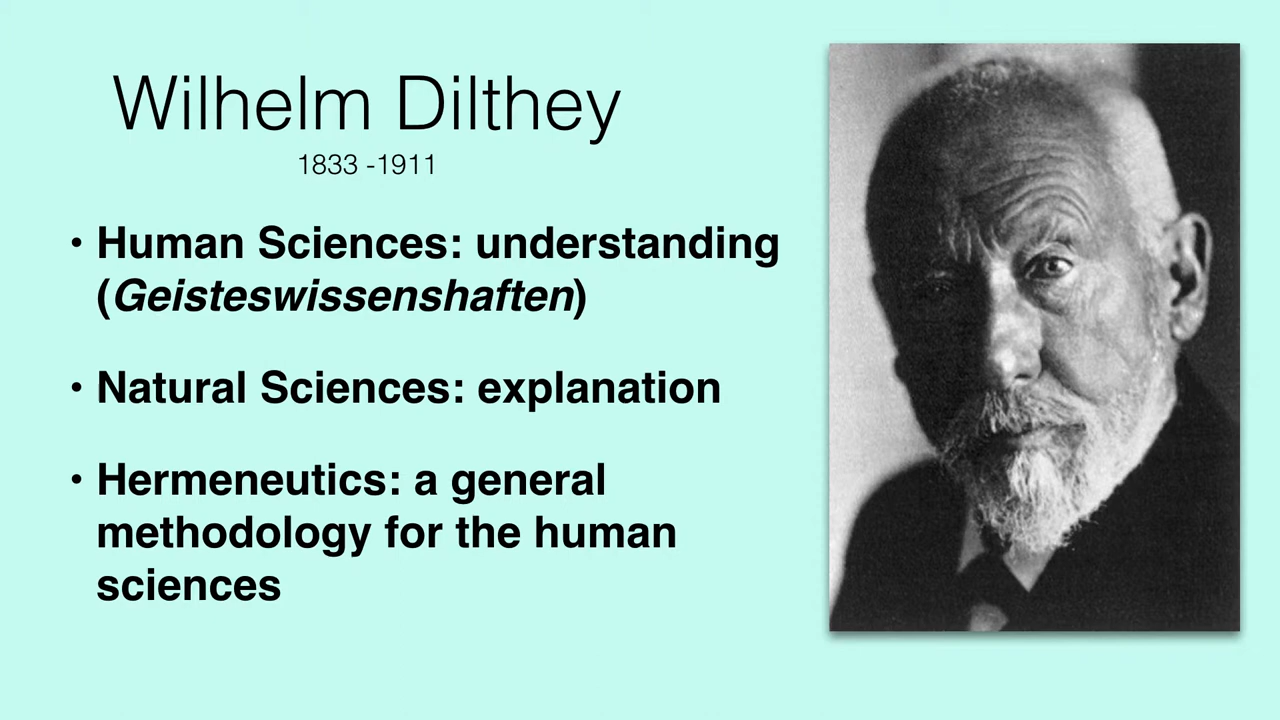 Wilhelm Dilthey
1833 -1911
• Human Sciences: understanding
(Geisteswissenshaften)
• Natural Sciences: explanation
• Hermeneutics: a general
methodology for the human
sciences